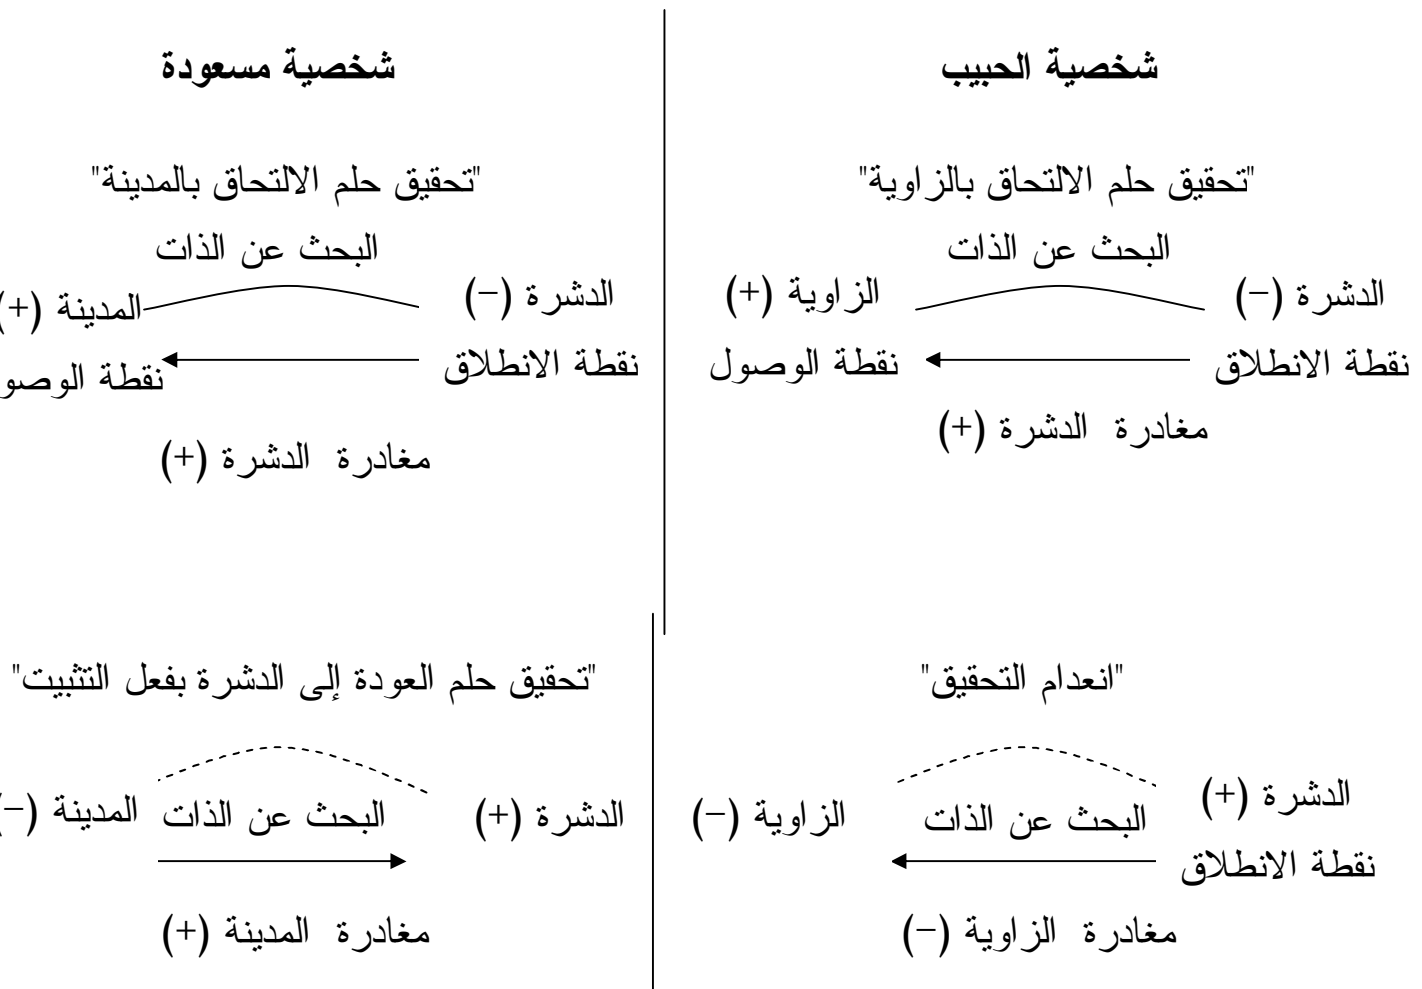 شخصية الحبيب
"تحقيق حلم الالتحاق بالزاوية"
البحث عن الذات
الدشرة (–)
الزاوية (+)
نقطة الانطلاق
نقطة الوصول
مغادرة الدشرة (+)
شخصية مسعودة
"تحقيق حلم الالتحاق بالمدينة"
البحث عن الذات
الدشرة (–)
المدينة (+)
نقطة الانطلاق
نقطة الوصو
مغادرة الدشرة (+)
"انعدام التحقيق"
الدشرة (+)
البحث عن الذات
الزاوية (–)
نقطة الانطلاق
مغادرة الزاوية (–)
"تحقيق حلم العودة إلى الدشرة بفعل التثبيت"
الدشرة (+)
البحث عن الذات
المدينة (–)
مغادرة المدينة (+)